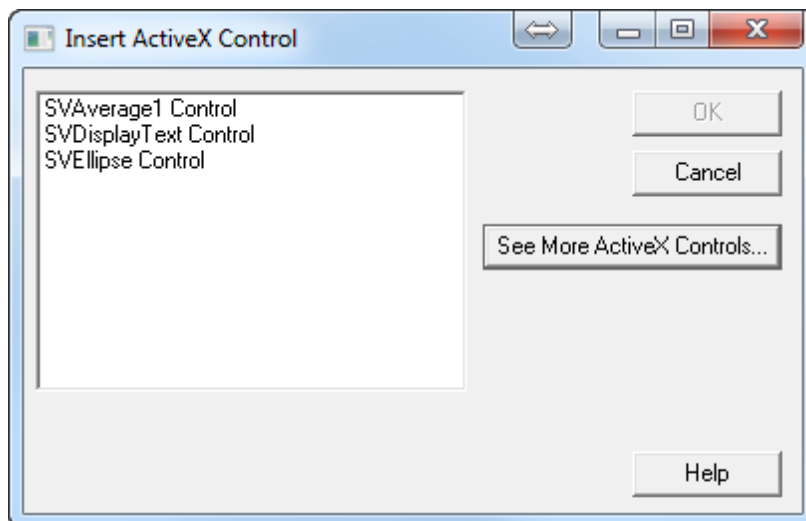 Insert ActiveX Control
SVAverage1 Control
SVDisplayText Control
SVEllipse Control
OK
Cancel
See More ActiveX Controls...
Help